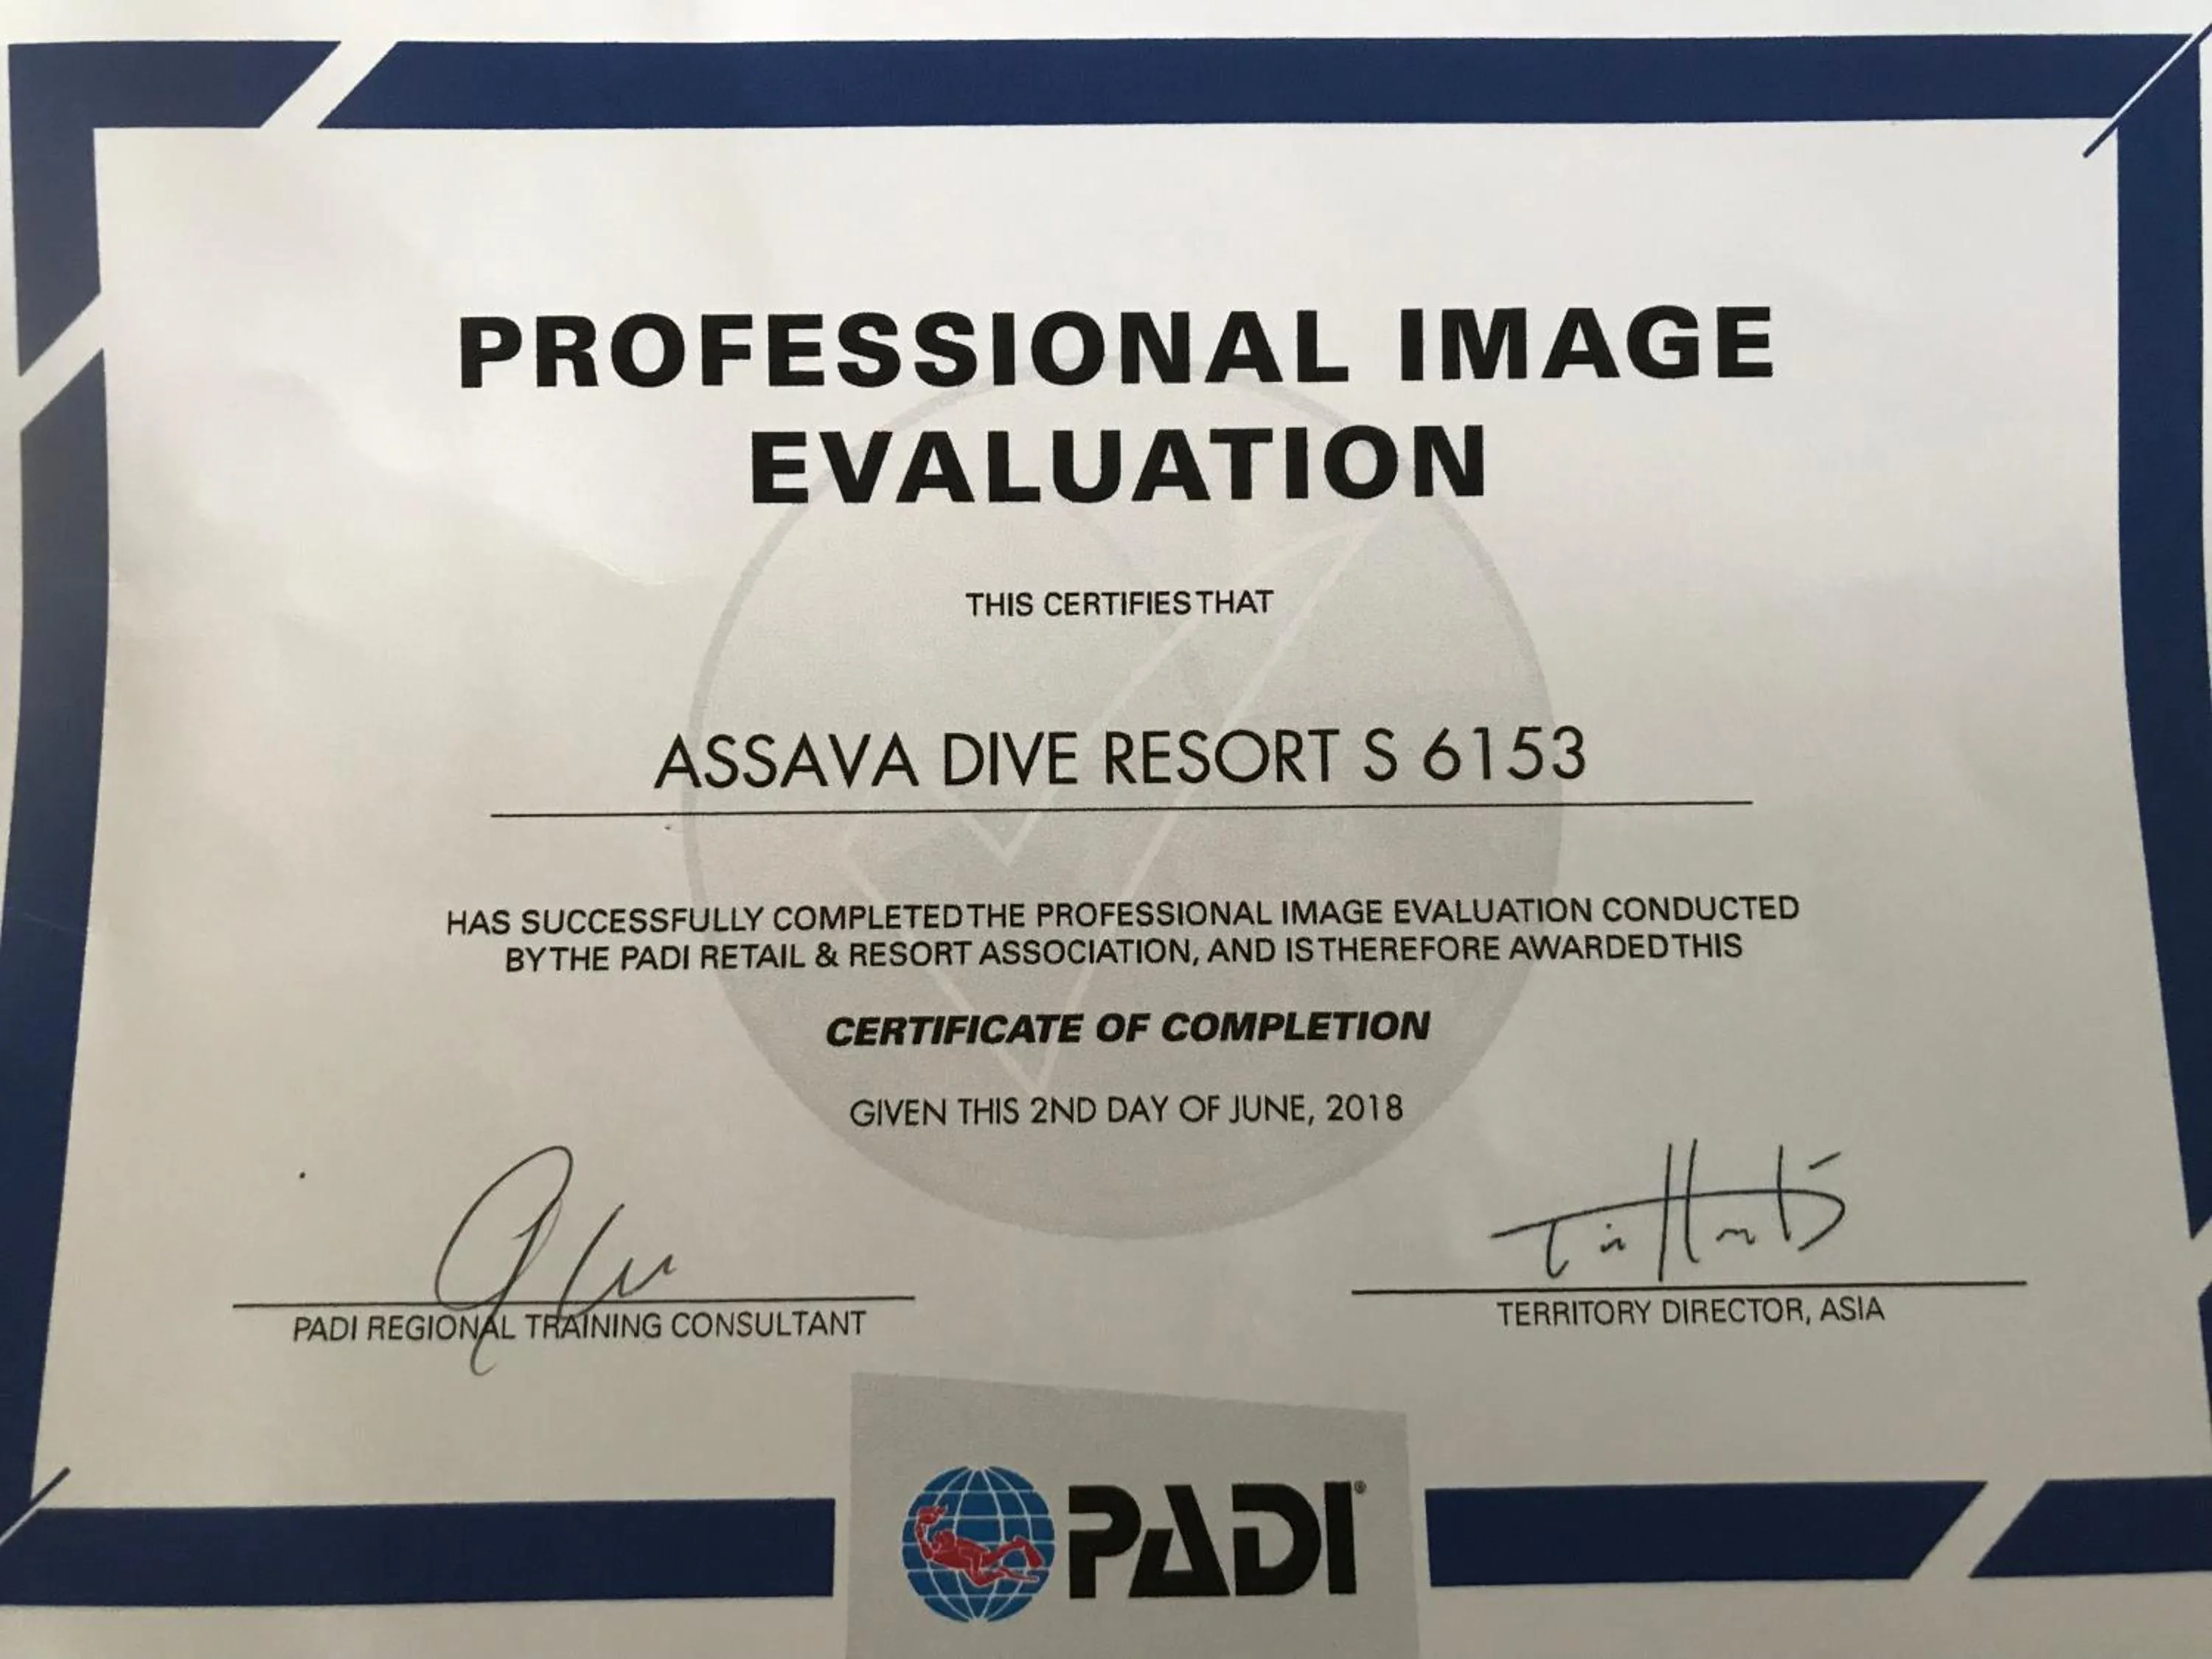 PROFESSIONAL IMAGE
EVALUATION
THIS CERTIFIES THAT
ASSAVA DIVE RESORT S 6153
HAS SUCCESSFULLY COMPLETED THE PROFESSIONAL IMAGE EVALUATION CONDUCTED
BY THE PADI RETAIL & RESORT ASSOCIATION, AND IS THEREFORE AWARDED THIS
CERTIFICATE OF COMPLETION
GIVEN THIS 2ND DAY OF JUNE, 2018
PADI REGIONAL TRAINING CONSULTANT
TERRITORY DIRECTOR, ASIA
PADI®